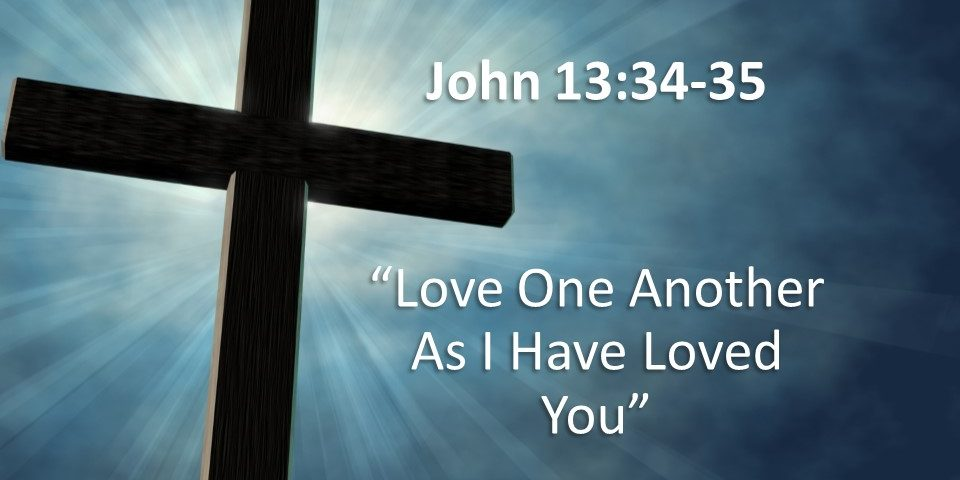 John 13:34-35
“Love One Another
As I Have Loved
You”